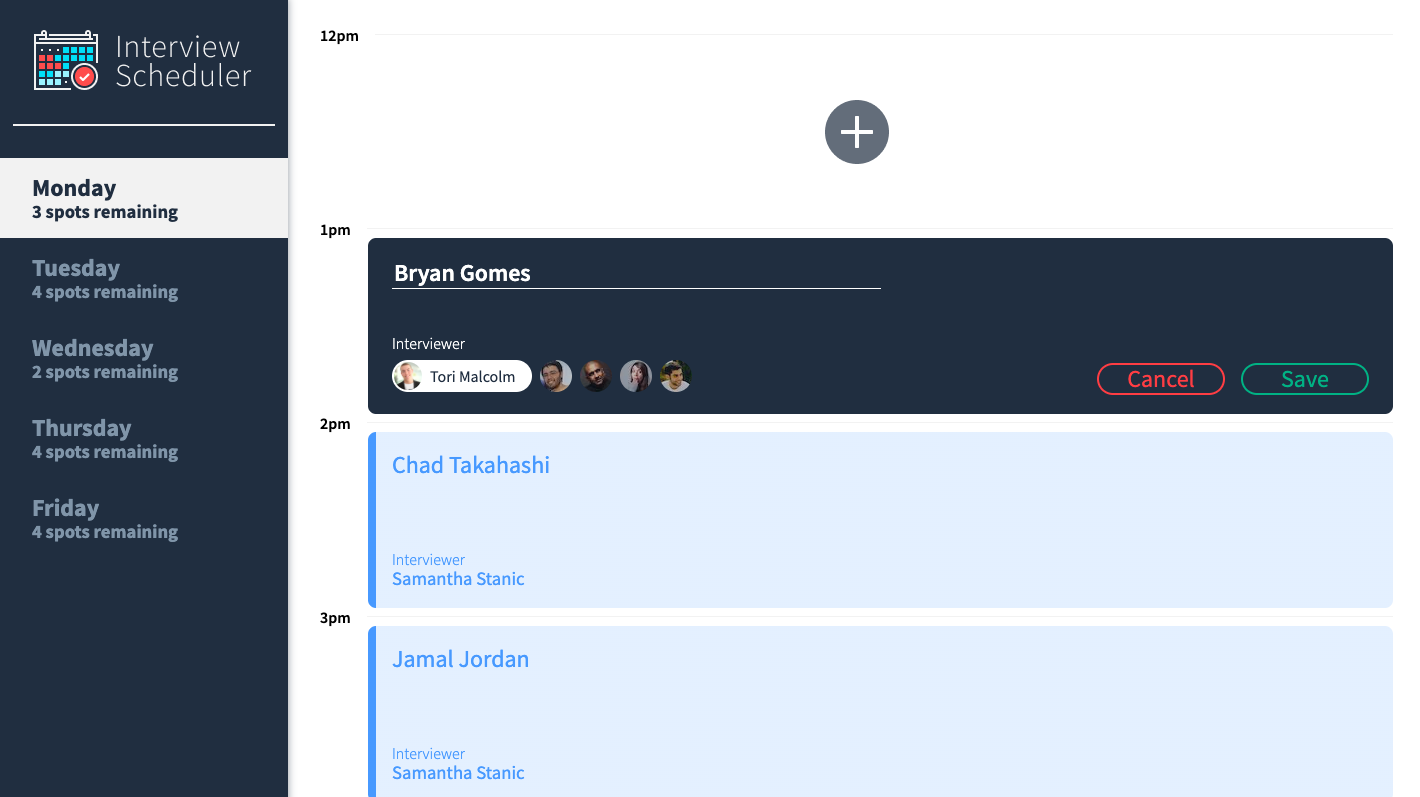 Interview
Scheduler
Monday
3 spots remaining
Tuesday
4 spots remaining
Wednesday
2 spots remaining
Thursday
4 spots remaining
Friday
4 spots remaining
12pm
1pm
Bryan Gomes
Interviewer
Tori Malcolm
Cancel
Save
2pm
Chad Takahashi
Interviewer
Samantha Stanic
3pm
Jamal Jordan
Interviewer
Samantha Stanic